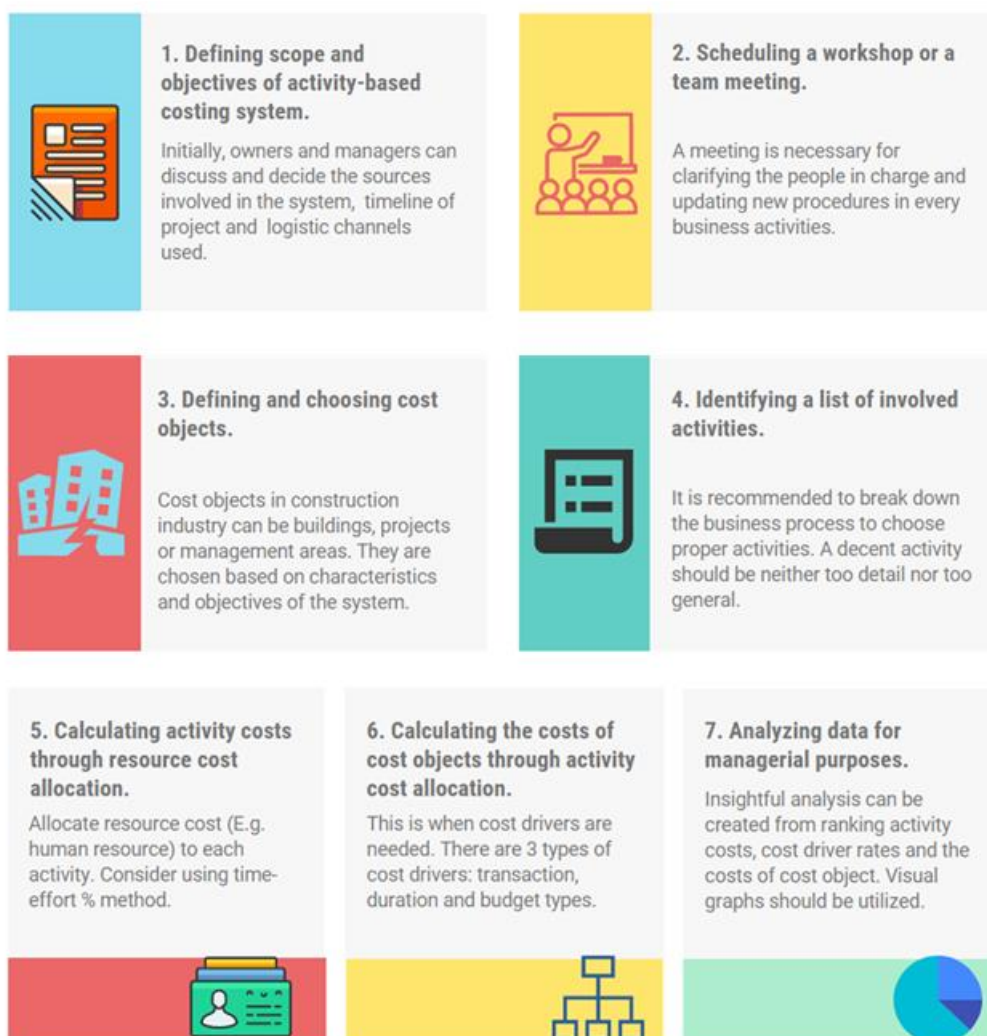 1. Defining scope and
objectives of activity-based
costing system.
Initially, owners and managers can
discuss and decide the sources
involved in the system, timeline of
project and logistic channels
used.
2. Scheduling a workshop or a
team meeting.
A meeting is necessary for
clarifying the people in charge and
updating new procedures in every
business activities.
3. Defining and choosing cost
objects.
Cost objects in construction
industry can be buildings, projects
or management areas. They are
chosen based on characteristics
and objectives of the system.
4. Identifying a list of involved
activities.
It is recommended to break down
the business process to choose
proper activities. A decent activity
should be neither too detail nor too
general.
5. Calculating activity costs
through resource cost
allocation.
Allocate resource cost (E.g.
human resource) to each
activity. Consider using time-
effort % method.
6. Calculating the costs of
cost objects through activity
cost allocation.
This is when cost drivers are
needed. There are 3 types of
cost drivers: transaction,
duration and budget types.
7. Analyzing data for
managerial purposes.
Insightful analysis can be
created from ranking activity
costs, cost driver rates and the
costs of cost object. Visual
graphs should be utilized.